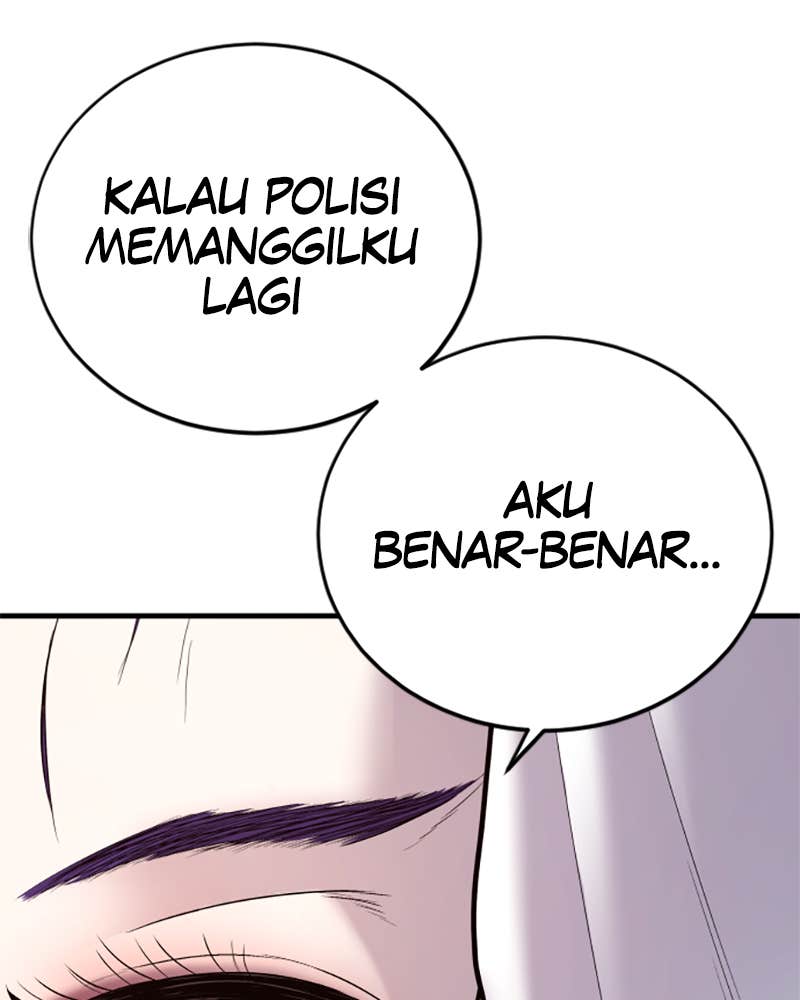 KALAU POLISI
MEMANGGILKU
LAGI
AKU
BENAR-BENAR...